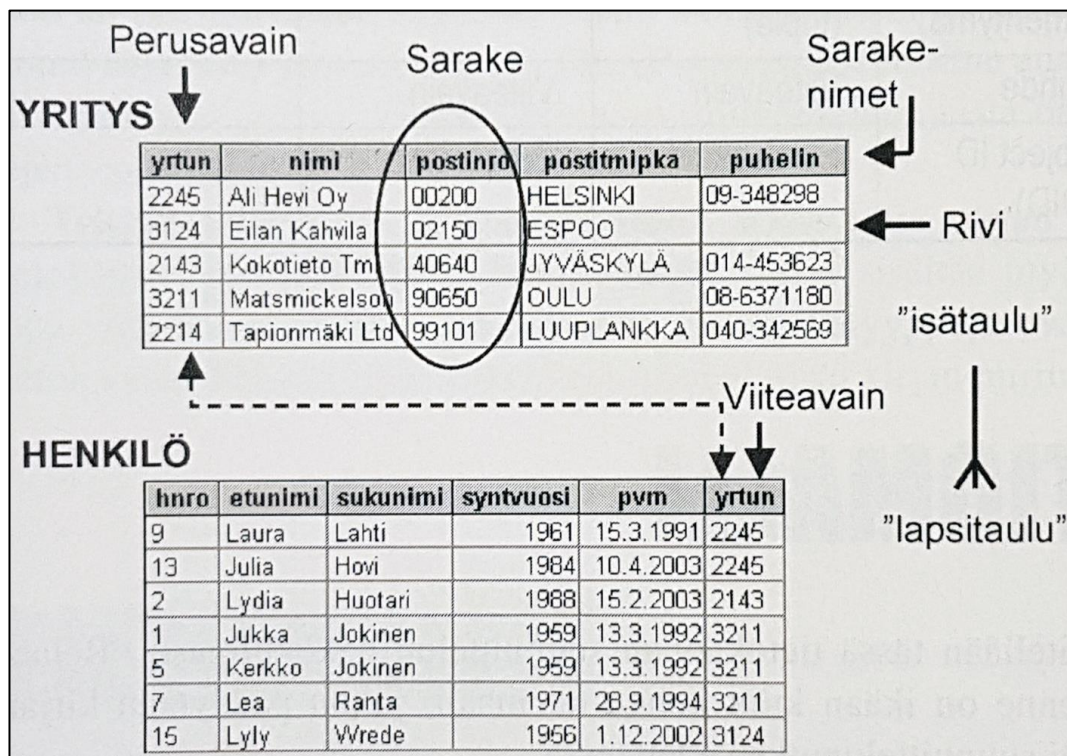 Perusavain
Sarake
Sarake-
nimet
YRITYS
yrtun nimi postinro postitmipka puhelin
2245 Ali Hevi Oy 00200 HELSINKI 09-348298
3124 Eilan Kahvila 02150 ESPOO
2143 Kokotieto Tmi 40640 JYVÄSKYLÄ 014-453623
3211 Matsmickelson 90650 OULU 08-6371180
2214 Tapionmäki Ltd 99101 LUUPLANKKA 040-342569
Rivi
"isätaulu"
Viiteavain
HENKILÖ
"lapsitaulu"
hnro etunimi sukunimi syntvuosi pvm yrtun
9 Laura Lahti 1961 15.3.1991 2245
13 Julia Hovi 1984 10.4.2003 2245
2 Lydia Huotari 1988 15.2.2003 2143
1 Jukka Jokinen 1959 13.3.1992 3211
5 Kerkko Jokinen 1959 13.3.1992 3211
7 Lea Ranta 1971 28.9.1994 3211
15 Lyly Wrede 1956 1.12.2002 3124